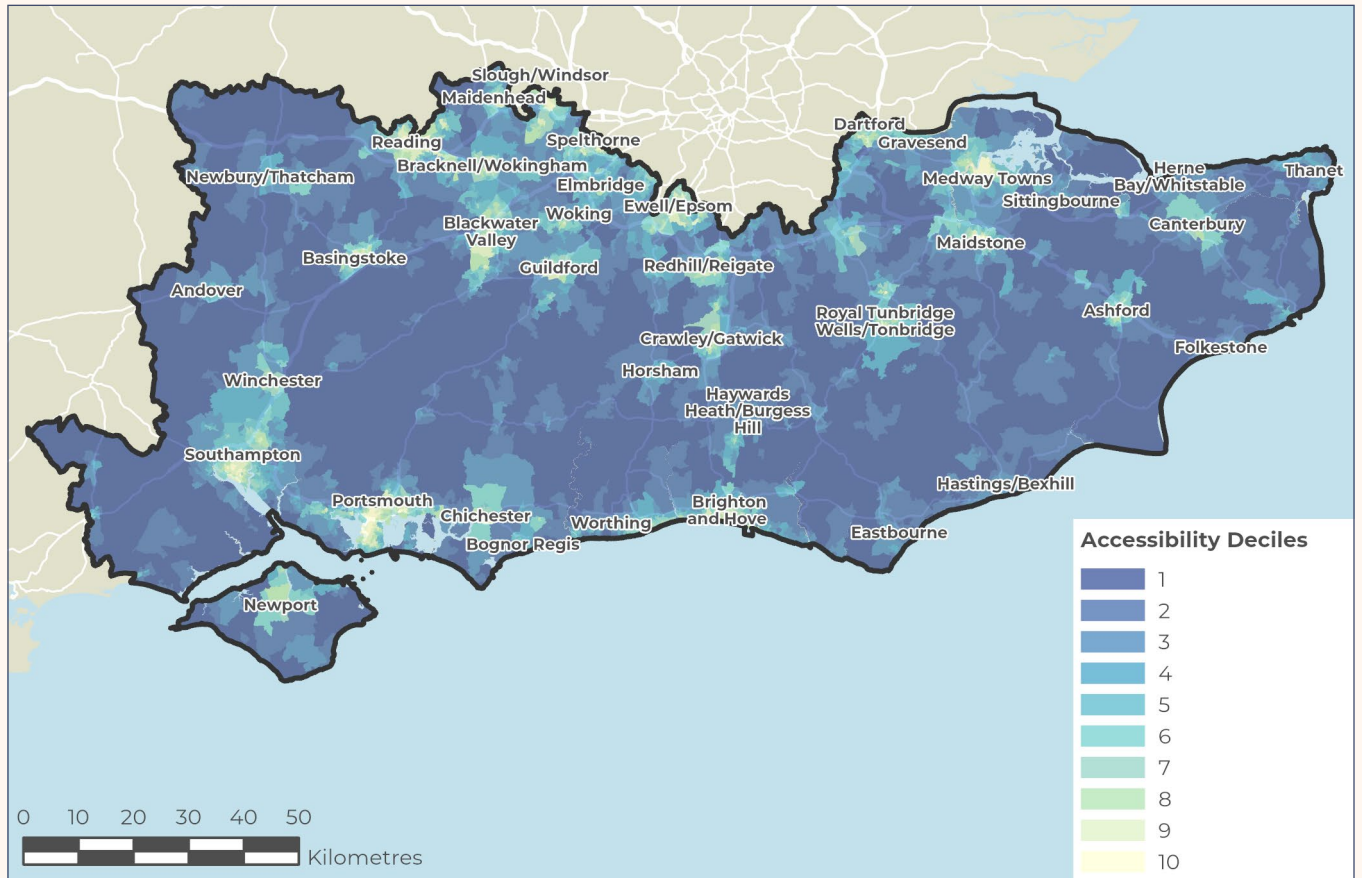 Slough/Windsor
Maidenhead
Dartford
Reading
Spelthorne
Gravesend
Bracknell/Wokingham
Herne
Bay/Whitstable
Thanet
Newbury/Thatcham
Elmbridge
Medway Towns
Sittingbourne
Woking
Ewell/Epsom
Blackwater
Valley
Canterbury
Basingstoke
Maidstone
Guildford
Redhill/Reigate
Andover
Royal Tunbridge
Wells/Tonbridge
Ashford
Crawley/Gatwick
Folkestone
Horsham
Winchester
Haywards
Heath/Burgess
Hill
Southampton
Hastings/Bexhill
Portsmouth
Chichester
Worthing
Brighton
and Hove
Bognor Regis
Eastbourne
Newport
Accessibility Deciles
1
2
3
4
5
6
7
8
9
10
0 10 20 30 40 50
Kilometres